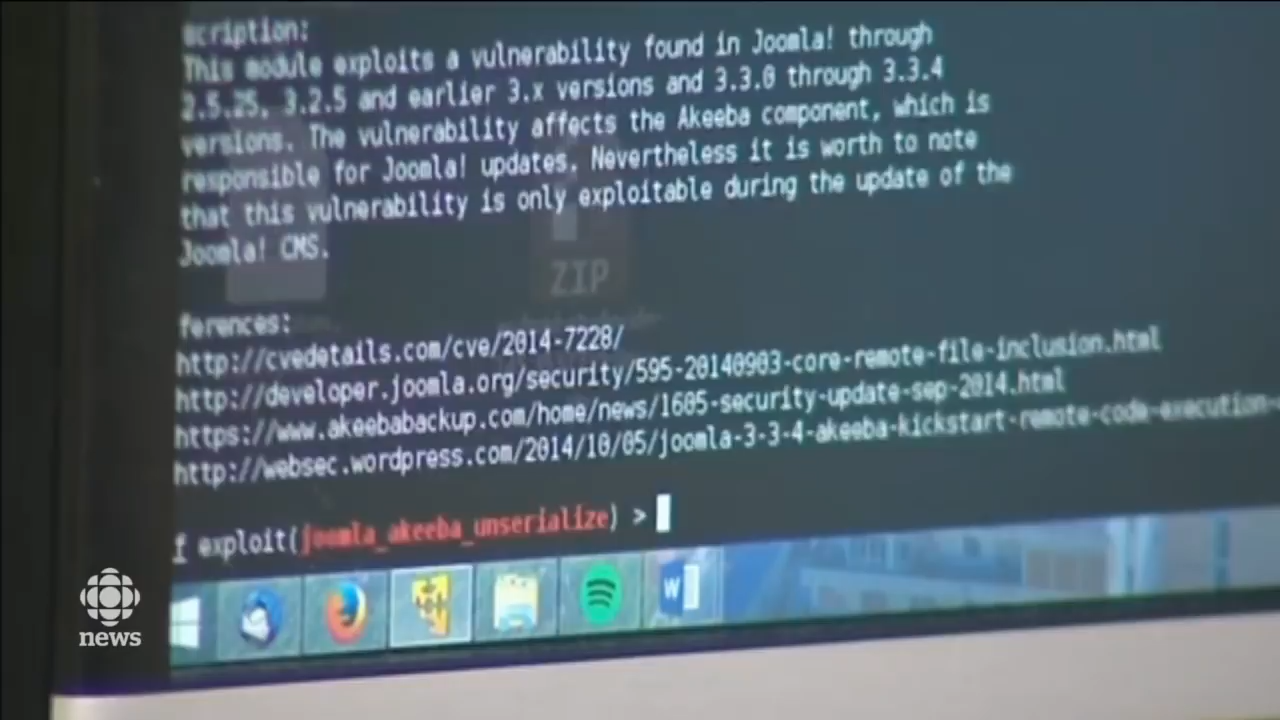 scription:
This module exploits a vulnerability found in Joomla! through
2.5.25, 3.2.5 and earlier 3.x versions and 3.3.0 through 3.3.4
versions. The vulnerability affects the Akeeba component, which is
responsible for Joomla! updates. Nevertheless it is worth to note
that this vulnerability is only exploitable during the update of the
Joomla! CMS.
ZIP
ferences:
http://cvedetails.com/cve/2014-7228/
http://developer.joomla.org/security/595-20140903-core-remote-file-inclusion.html
https://www.akeebabackup.com/home/news/1605-security-update-sep-2014.html
http://websec.wordpress.com/2014/10/05/joomla-3-3-4-akeeba-kickstart-remote-code-execution-
f exploit(joomla_akeeba_unserialize) >
W
news